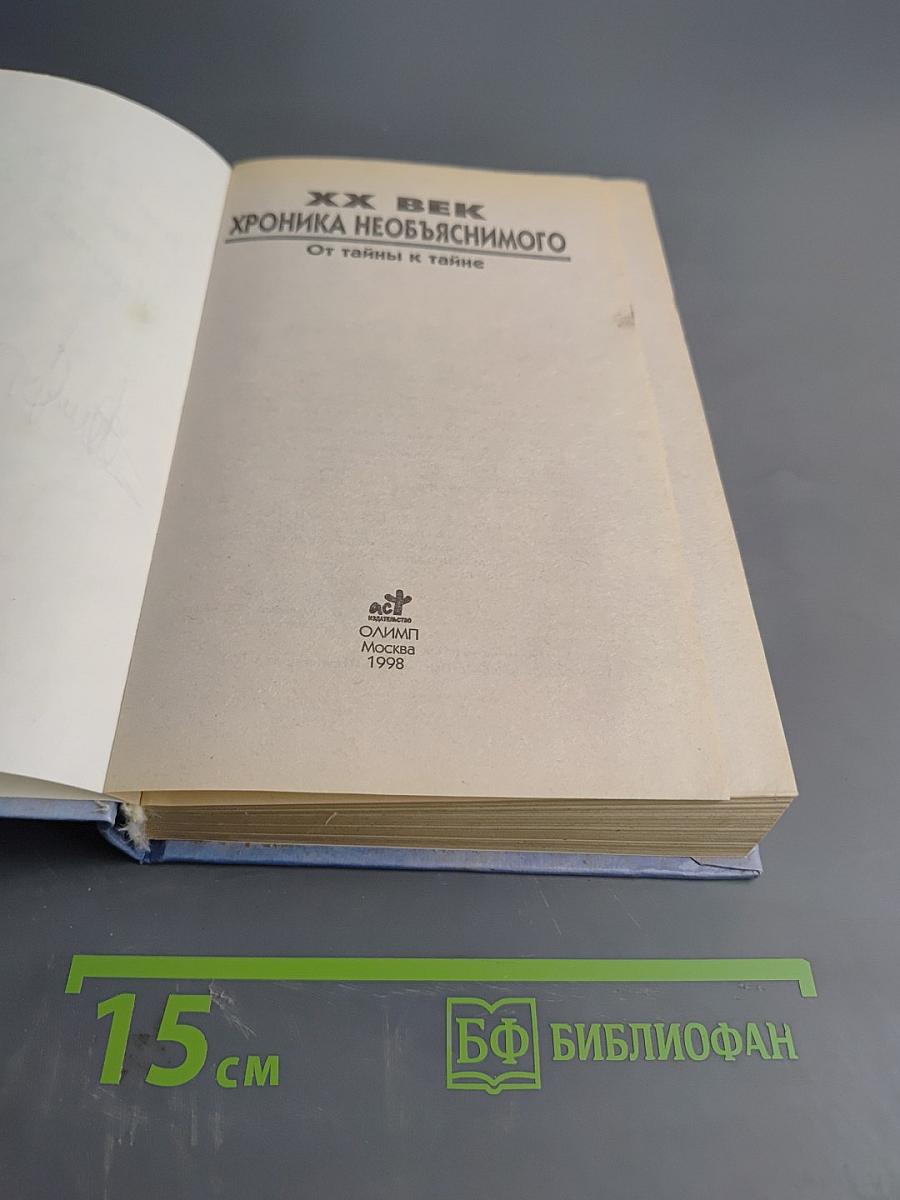 XX ВЕК
ХРОНИКА НЕОБЪЯСНИМОГО
От тайны к тайне
аст
ИЗДАТЕЛЬСТВО
ОЛИМП
Москва
1998
15 см
БФ БИБЛИОФАН